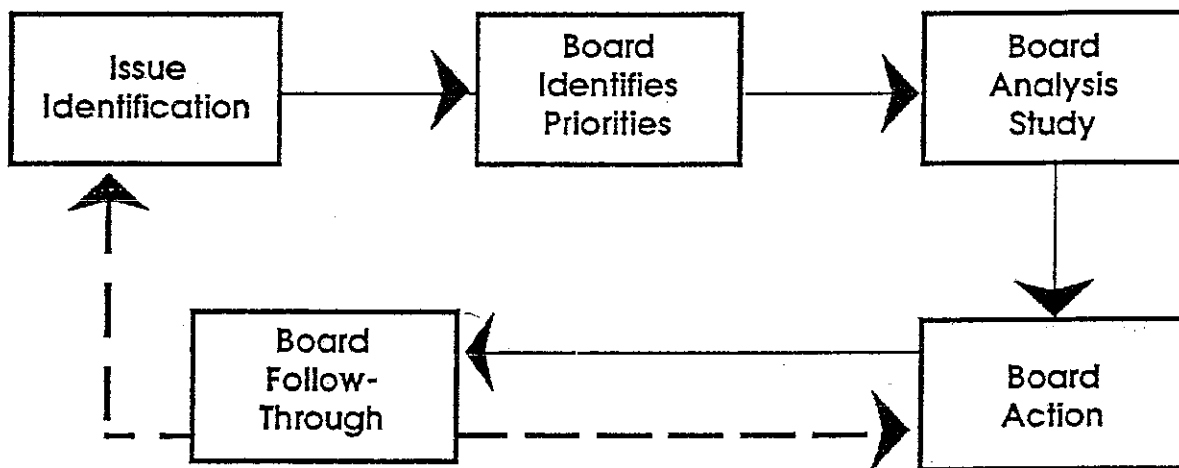 Issue
Identification
Board
Identifies
Priorities
Board
Analysis
Study
Board
Follow-
Through
Board
Action